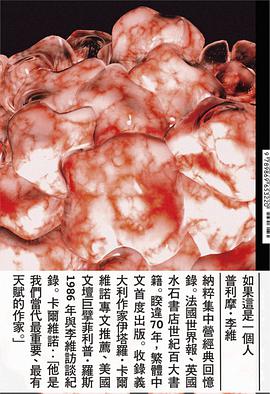 如果這是一個人
普利摩・李維
納粹集中營經典回憶
錄。法國世界報、英國
水石書店世紀百大書
籍。睽違70年，繁體中
文首度出版。收錄義
大利作家伊塔羅・卡爾
維諾專文推薦、美國
文壇巨擘菲利普・羅斯
1986年與李維訪談紀
錄。卡爾維諾：「他是
我們當代最重要、最有
天賦的作家。」